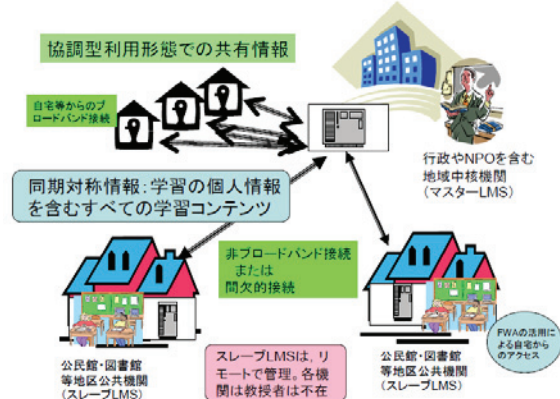 協調型利用形態での共有情報
自宅等からのブ
ロードバンド接続
行政やNPOを含む
地域中核機関
(マスターLMS)
同期対称情報:学習の個人情報
を含むすべての学習コンテンツ
非ブロードバンド接続
または
間欠的接続
FWAの活用に
よる自宅から
のアクセス
公民館・図書館
等地区公共機関
(スレーブLMS)
スレーブLMSは,リ
モートで管理。各機
関は教授者は不在
公民館・図書館
等地区公共機関
(スレーブLMS)